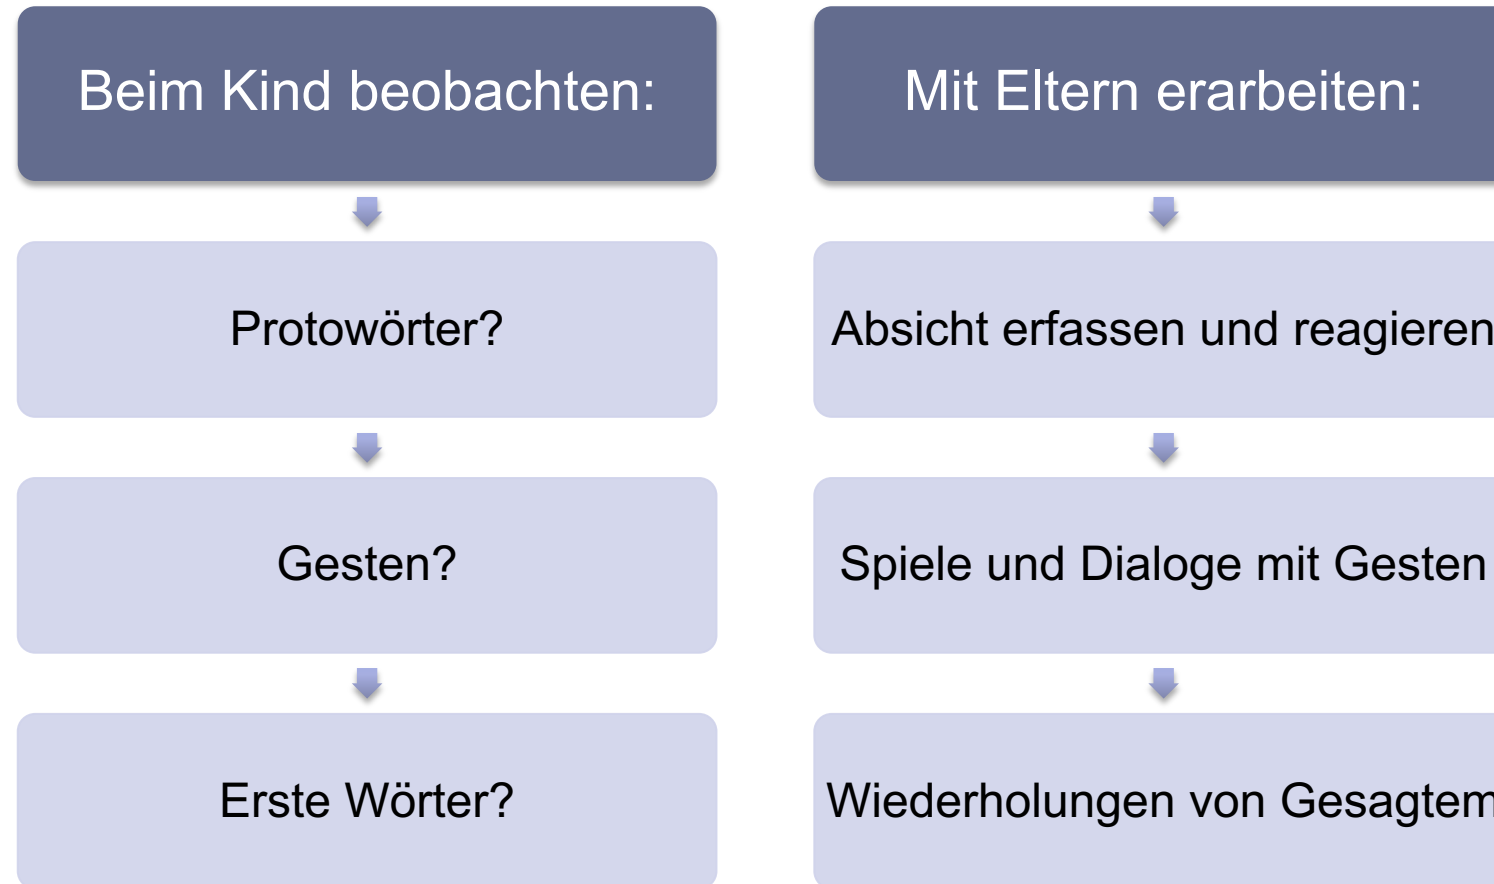 Beim Kind beobachten:
Protowörter?
Gesten?
Erste Wörter?
Mit Eltern erarbeiten:
Absicht erfassen und reagieren
Spiele und Dialoge mit Gesten
Wiederholungen von Gesagtem